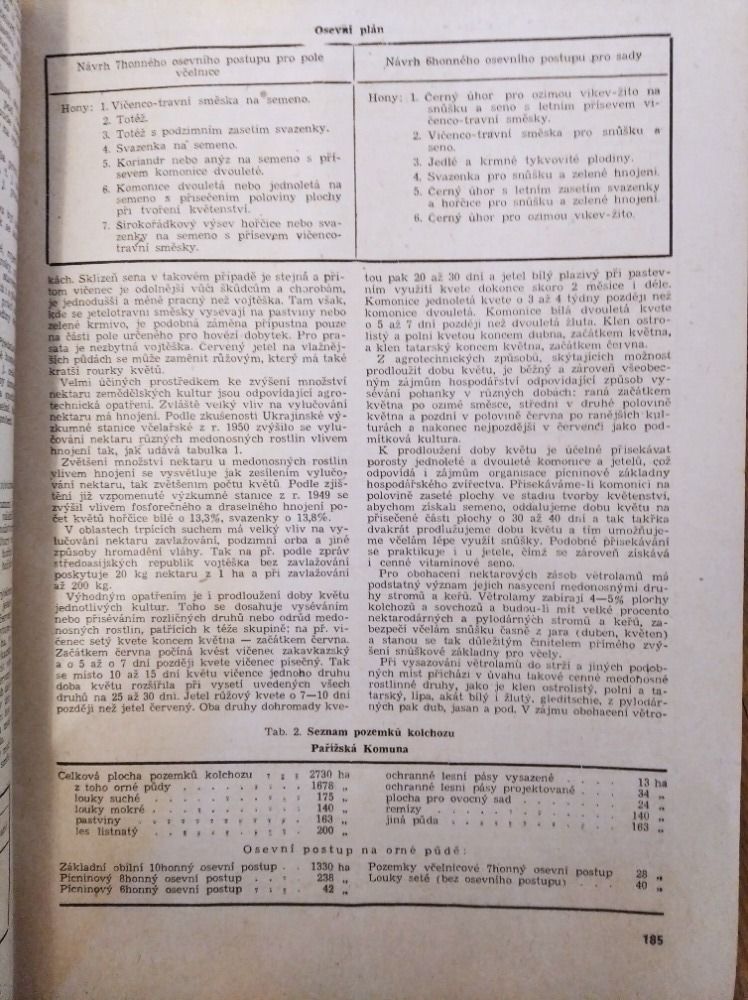 Osevní plán
Návrh 7honného osevního postupu pro pole
včelnice
Hony: 1. Vičenco-travní směska na semeno.
2. Totéž.
3. Totéž s podzimním zasetím svazenky.
4. Svazenka na semeno.
5. Koriandr nebo anýz na semeno s pří-
sevem komonice dvouleté.
6. Komonice dvouletá nebo jednoletá na
semeno s přisečením poloviny plochy
při tvoření květenství.
7. Širokořádkový výsev hořčice nebo sva-
zenky na semeno s přísevem vičenco-
travní směsky.
Návrh 6honného osevního postupu pro sady
Hony: 1. Černý úhor pro ozimou vikev-žito na
snůšku a seno s letním přísevem vi-
čenco-travní směsky.
2. Vičenco-travní směska pro snůšku a
seno.
3. Jedlé a krmné tykvovité plodiny.
4. Svazenka pro snůšku a zelené hnojení.
5. Černý úhor s letním zasetím svazenky
a hořčice pro snůšku a zelené hnojení.
6. Černý úhor pro ozimou vikev-žito.
kách. Sklizeň sena v takovém případě je stejná a při-
tom vičenec je odolnější vůči škůdcům a chorobám,
je jednodušší a méně pracný než vojtěška. Tam však,
kde se jetelotravní směsky vysévají na pastviny nebo
zelené krmivo, je podobná záměna přípustna pouze
na části pole určeného pro hovězí dobytek. Pro pra-
sata je nezbytná vojtěška. Červený jetel na vlažněj-
ších půdách se může zaměnit růžovým, který má také
kratší rourky květů.
Velmi účiných prostředkem ke zvýšení množství
nektaru zemědělských kultur jsou odpovídající agro-
technická opatření. Zvláště velký vliv na vylučování
nektaru má hnojení. Podle zkušenosti Ukrajinské vý-
zkumné stanice včelařské z r. 1950 zvýšilo se vylu-
čování nektaru různých medonosných rostlin vlivem
hnojení tak, jak udává tabulka 1.
Zvětšení množství nektaru u medonosných rostlin
vlivem hnojení se vysvětluje jak zesílením vylučo-
vání nektaru, tak zvětšením počtu květů. Podle zjiš-
tění již vzpomenuté výzkumné stanice z r. 1949 se
zvýšil vlivem fosforečného a draselného hnojení po-
čet květů hořčice bílé o 13,3%, svazenky o 13,8%.
V oblastech trpících suchem má velký vliv na vy-
lučování nektaru zavlažování, podzimní orba a jiné
způsoby hromadění vláhy. Tak na př. podle zpráv
středoasijských republik vojtěška bez zavlažování
poskytuje 20 kg nektaru z 1 ha a při zavlažování
až 200 kg.
Výhodným opatřením je i prodloužení doby květu
jednotlivých kultur. Toho se dosahuje vyséváním
nebo přiséváním rozličných druhů nebo odrůd medo-
nosných rostlin, patřících k téže skupině; na př. vi-
čenec setý kvete koncem května — začátkem června.
Začátkem června počíná kvést vičenec zakavkazský
a o 5 až o 7 dní později kvete vičenec písečný. Tak
se místo 10 až 15 dní květu vičence jednoho druhu
doba květu rozšířila při vysetí uvedených všech
druhů na 25 až 30 dní. Jetel růžový kvete o 7—10 dní
později než jetel červený. Oba druhy dohromady kve-
tou pak 20 až 30 dní a jetel bílý plazivý při pastev-
ním využití kvete dokonce skoro 2 měsíce i déle.
Komonice jednoletá kvete o 3 až 4 týdny později než
komonice dvouletá. Komonice bílá dvouletá kvete
o 5 až 7 dní později než dvouletá žlutá. Klen ostro-
listý a polní kvetou koncem dubna, začátkem května,
a klen tatarský koncem května, začátkem června.
Z agrotechnických způsobů, skýtajících možnost
prodloužit dobu květu, je běžný a zároveň všeobec-
ným zájmům hospodářství odpovídající způsob vy-
sévání pohanky v různých dobách: raná začátkem
května po ozimé směsce, střední v druhé polovině
května a pozdní v polovině června po ranějších kul-
turách a nakonec nejpozdější v červenci jako pod-
mítková kultura.
K prodloužení doby květu je účelné přisekávat
porosty jednoleté a dvouleté komonice a jetelů, což
odpovídá i zájmům organisace pícninové základny
hospodářského zvířectva. Přisekáváme-li komonici na
polovině zaseté plochy ve stadiu tvorby květenství,
abychom získali semeno, oddalujeme dobu květu na
přisečené části plochy o 30 až 40 dní a tak takřka
dvakrát prodlužujeme dobu květu a tím umožňuje-
me včelám lépe využít snůšky. Podobné přisekávání
se praktikuje i u jetele, čímž se zároveň získává
i cenné vitaminové seno.
Pro obohacení nektarových zásob větrolamů má
podstatný význam jejich nasycení medonosnými dru-
hy stromů a keřů. Větrolamy zabírají 4—5% plochy
kolchozů a sovchozů a budou-li mít velké procento
nektarodárných a pylodárných stromů a keřů, za-
bezpečí včelám snůšku časně z jara (duben, květen)
a stanou se tak důležitým činitelem přímého zvý-
šení snůškové základny pro včely.
Při vysazování větrolamů do strží a jiných podob-
ných míst přichází v úvahu takové cenné medonosné
rostlinné druhy, jako je klen ostrolistý, polní a ta-
tarský, lípa, akát bílý i žlutý, gleditschie, z pylodár-
ných pak dub, jasan a pod. V zájmu obohacení větro-
Tab. 2. Seznam pozemků kolchozu
Pařížská Komuna
Celková plocha pozemků kolchozu , , , 2730 ha
z toho orné půdy . . . . . . . . 1678 „
louky suché . . . . . . . . 175 „
louky mokré . . . . . . . . 140 „
pastviny . . . . . . . . 163 „
les listnatý . . . . . . . . 200 „
ochranné lesní pásy vysazené . . . . 13 ha
ochranné lesní pásy projektované . . . 34 „
plocha pro ovocný sad . . . . . 24 „
remízy . . . . . . . 140 „
jiná půda . . . . . . . 163 „
Osevní postup na orné půdě:
Základní obilní 10honný osevní postup . . 1330 ha
Pícninový 8honný osevní postup . . . . 238 „
Pícninový 6honný osevní postup , , , . 42 „
Pozemky včelnicové 7honný osevní postup 28 „
Louky seté (bez osevního postupu) . . . 40 „
185